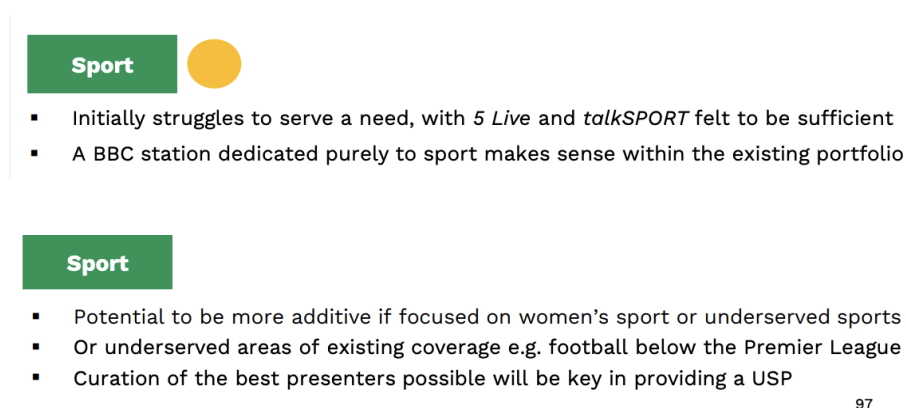 Sport
▪ Initially struggles to serve a need, with 5 Live and talkSPORT felt to be sufficient
▪ A BBC station dedicated purely to sport makes sense within the existing portfolio
Sport
▪ Potential to be more additive if focused on women’s sport or underserved sports
▪ Or underserved areas of existing coverage e.g. football below the Premier League
▪ Curation of the best presenters possible will be key in providing a USP
97